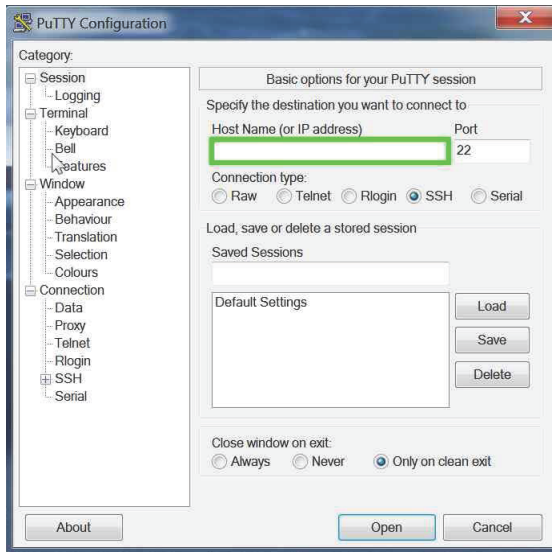 PuTTY Configuration
Category:
Session
Logging
Terminal
Keyboard
Bell
Features
Window
Appearance
Behaviour
Translation
Selection
Colours
Connection
Data
Proxy
Telnet
Rlogin
SSH
Serial
About
Basic options for your PuTTY session
Specify the destination you want to connect to
Host Name (or IP address) Port
22
Connection type:
Raw Telnet Rlogin SSH Serial
Load, save or delete a stored session
Saved Sessions
Default Settings
Load
Save
Delete
Close window on exit:
Always Never Only on clean exit
Open Cancel